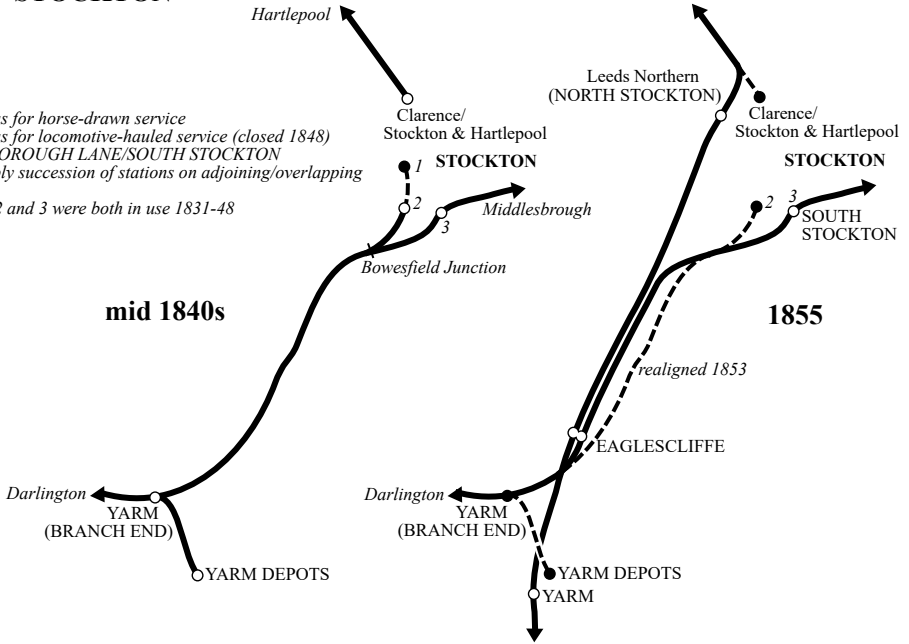 STOCKTON
Hartlepool
s for horse-drawn service
s for locomotive-hauled service (closed 1848)
OROUGH LANE/SOUTH STOCKTON
ly succession of stations on adjoining/overlapping
2 and 3 were both in use 1831-48
Clarence/
Stockton & Hartlepool
1
STOCKTON
2
3
Middlesbrough
Bowesfield Junction
mid 1840s
Darlington
YARM
(BRANCH END)
YARM DEPOTS
Leeds Northern
(NORTH STOCKTON)
Clarence/
Stockton & Hartlepool
STOCKTON
2
3
SOUTH
STOCKTON
1855
realigned 1853
EAGLESCLIFFE
Darlington
YARM
(BRANCH END)
YARM DEPOTS
YARM